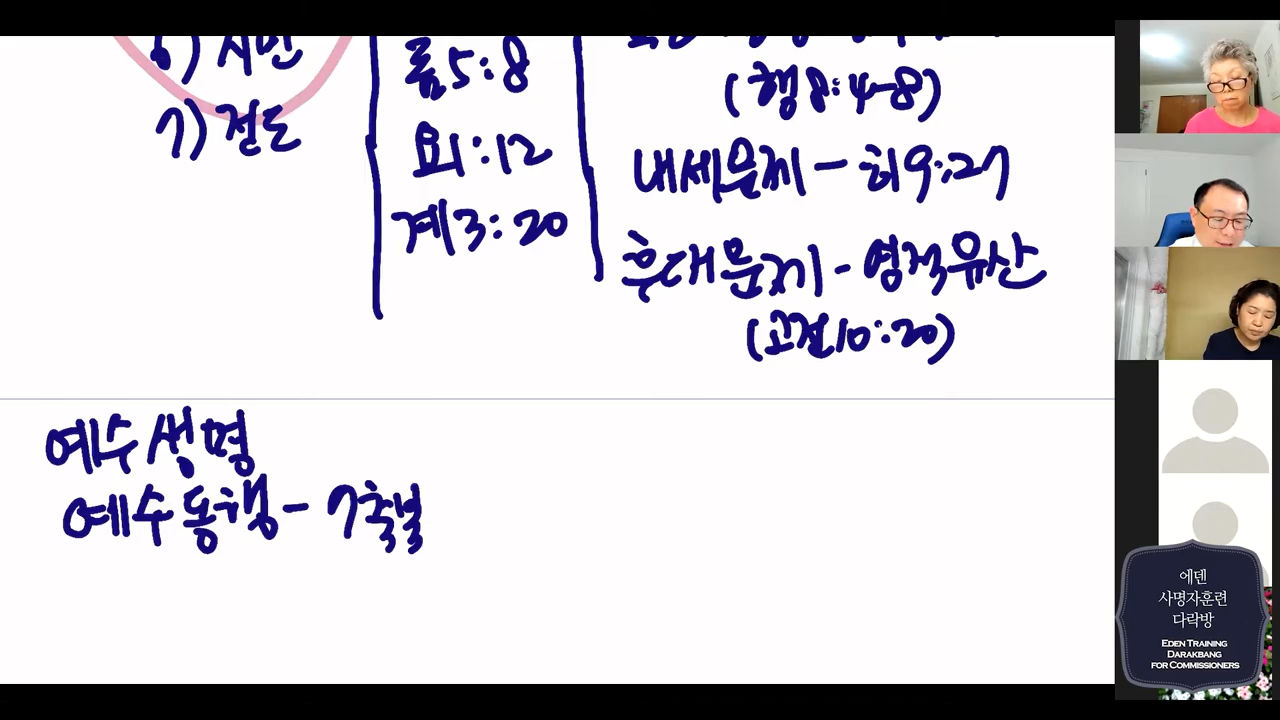 7) 전도
롬5:8
요1:12
계3:20
(행8:4-8)
내세문제 - 히9:27
후대문제 - 영적유산
(고전10:20)
예수생명
예수동행 - 7축복
에덴
사명자훈련
다락방
EDEN TRAINING
DARAKBANG
FOR COMMISSIONERS